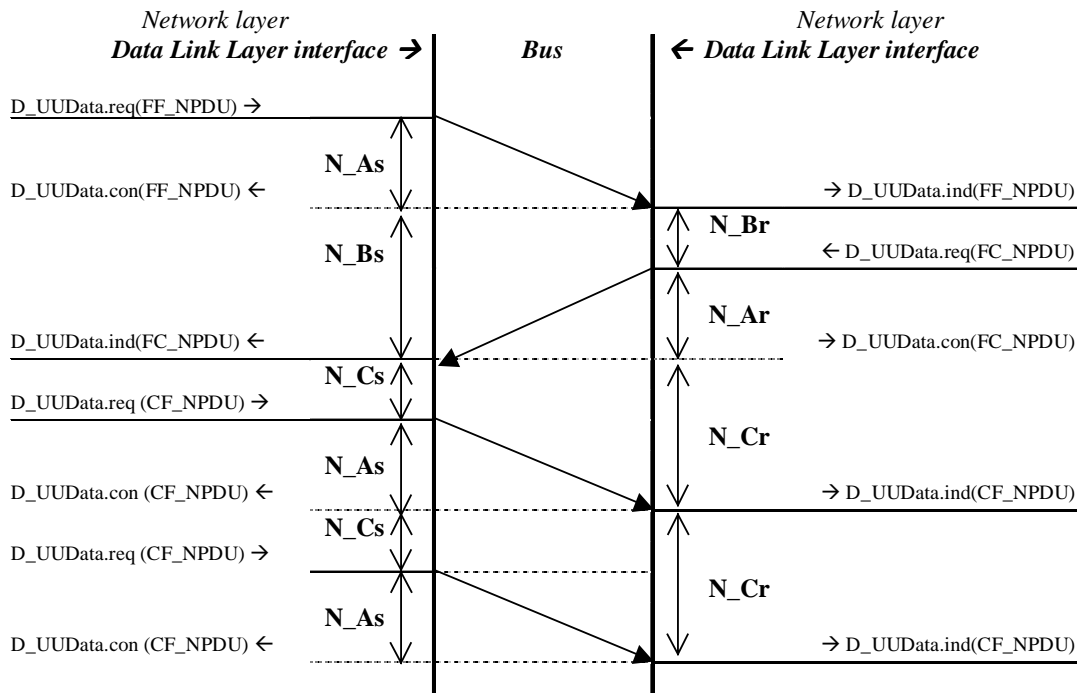 Network layer
Data Link Layer interface →
Bus
Network layer
← Data Link Layer interface
D_UUData.req(FF_NPDU) →
N_As
D_UUData.con(FF_NPDU) ←
→ D_UUData.ind(FF_NPDU)
N_Br
N_Bs
← D_UUData.req(FC_NPDU)
N_Ar
D_UUData.ind(FC_NPDU) ←
→ D_UUData.con(FC_NPDU)
N_Cs
D_UUData.req (CF_NPDU) →
N_Cr
N_As
D_UUData.con (CF_NPDU) ←
→ D_UUData.ind(CF_NPDU)
N_Cs
D_UUData.req (CF_NPDU) →
N_Cr
N_As
D_UUData.con (CF_NPDU) ←
→ D_UUData.ind(CF_NPDU)